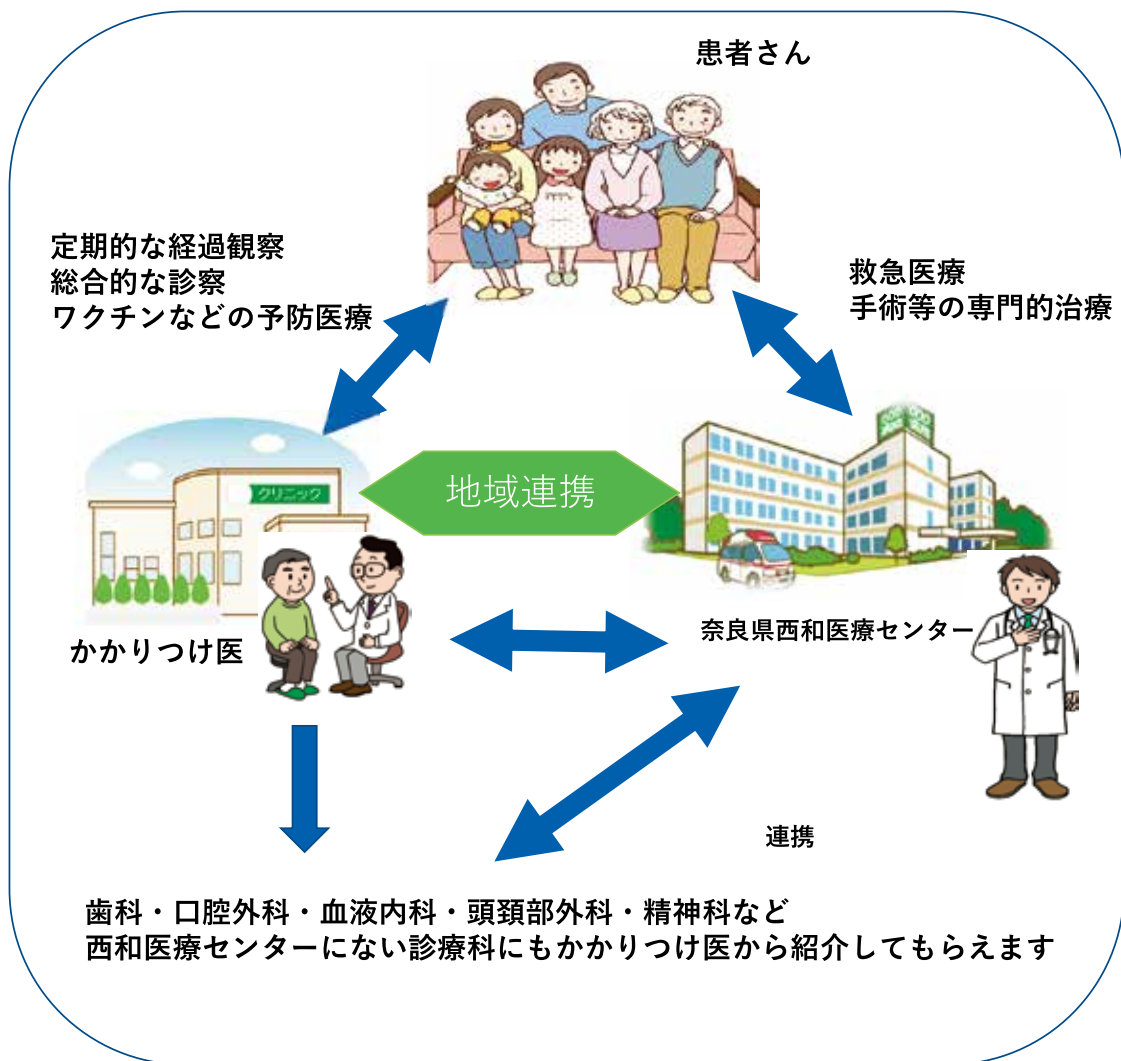 患者さん
定期的な経過観察
総合的な診察
ワクチンなどの予防医療
救急医療
手術等の専門的治療
クリニック
地域連携
かかりつけ医
奈良県西和医療センター
連携
歯科・口腔外科・血液内科・頭頚部外科・精神科など
西和医療センターにない診療科にもかかりつけ医から紹介してもらえます